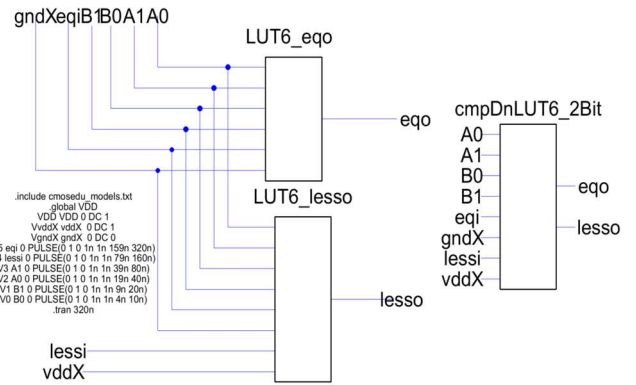 gndXeqiB1B0A1A0
LUT6_eqo
eqo
cmpDnLUT6_2Bit
A0
A1
B0
B1
eqi
gndX
lessi
vddX
eqo
lesso
LUT6_lesso
.include cmosedu_models.txt
.global VDD
VDD VDD 0 DC 1
VvddX vddX 0 DC 1
VgndX gndX 0 DC 0
5 eqi 0 PULSE(0 1 0 1n 1n 159n 320n)
lessi 0 PULSE(0 1 0 1n 1n 79n 160n)
V3 A1 0 PULSE(0 1 0 1n 1n 39n 80n)
V2 A0 0 PULSE(0 1 0 1n 1n 19n 40n)
V1 B1 0 PULSE(0 1 0 1n 1n 9n 20n)
V0 B0 0 PULSE(0 1 0 1n 1n 4n 10n)
.tran 320n
lesso
lessi
vddX